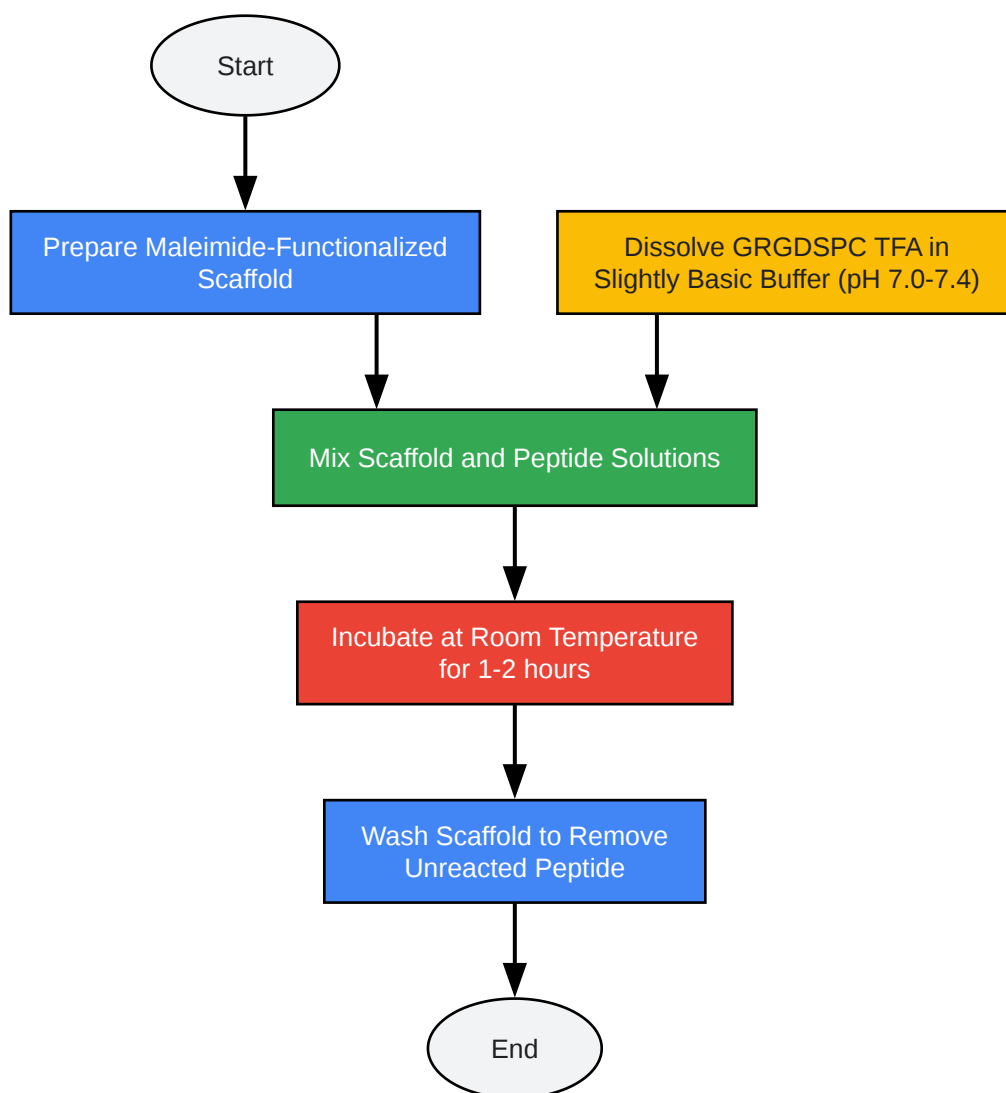 Start
Prepare Maleimide-Functionalized
Scaffold
Dissolve GRGDSPC TFA in
Slightly Basic Buffer (pH 7.0-7.4)
Mix Scaffold and Peptide Solutions
Incubate at Room Temperature
for 1-2 hours
Wash Scaffold to Remove
Unreacted Peptide
End